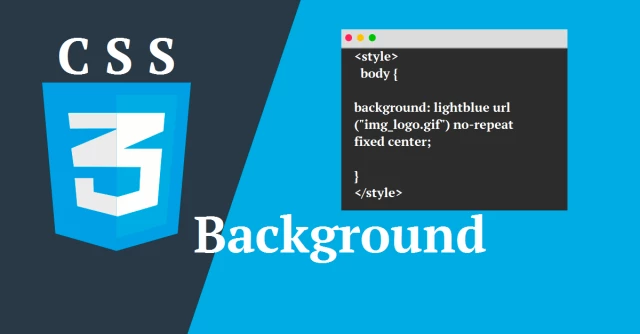 C S S
3
<style>
body {
background: lightblue url
("img_logo.gif") no-repeat
fixed center;
}
</style>
Background